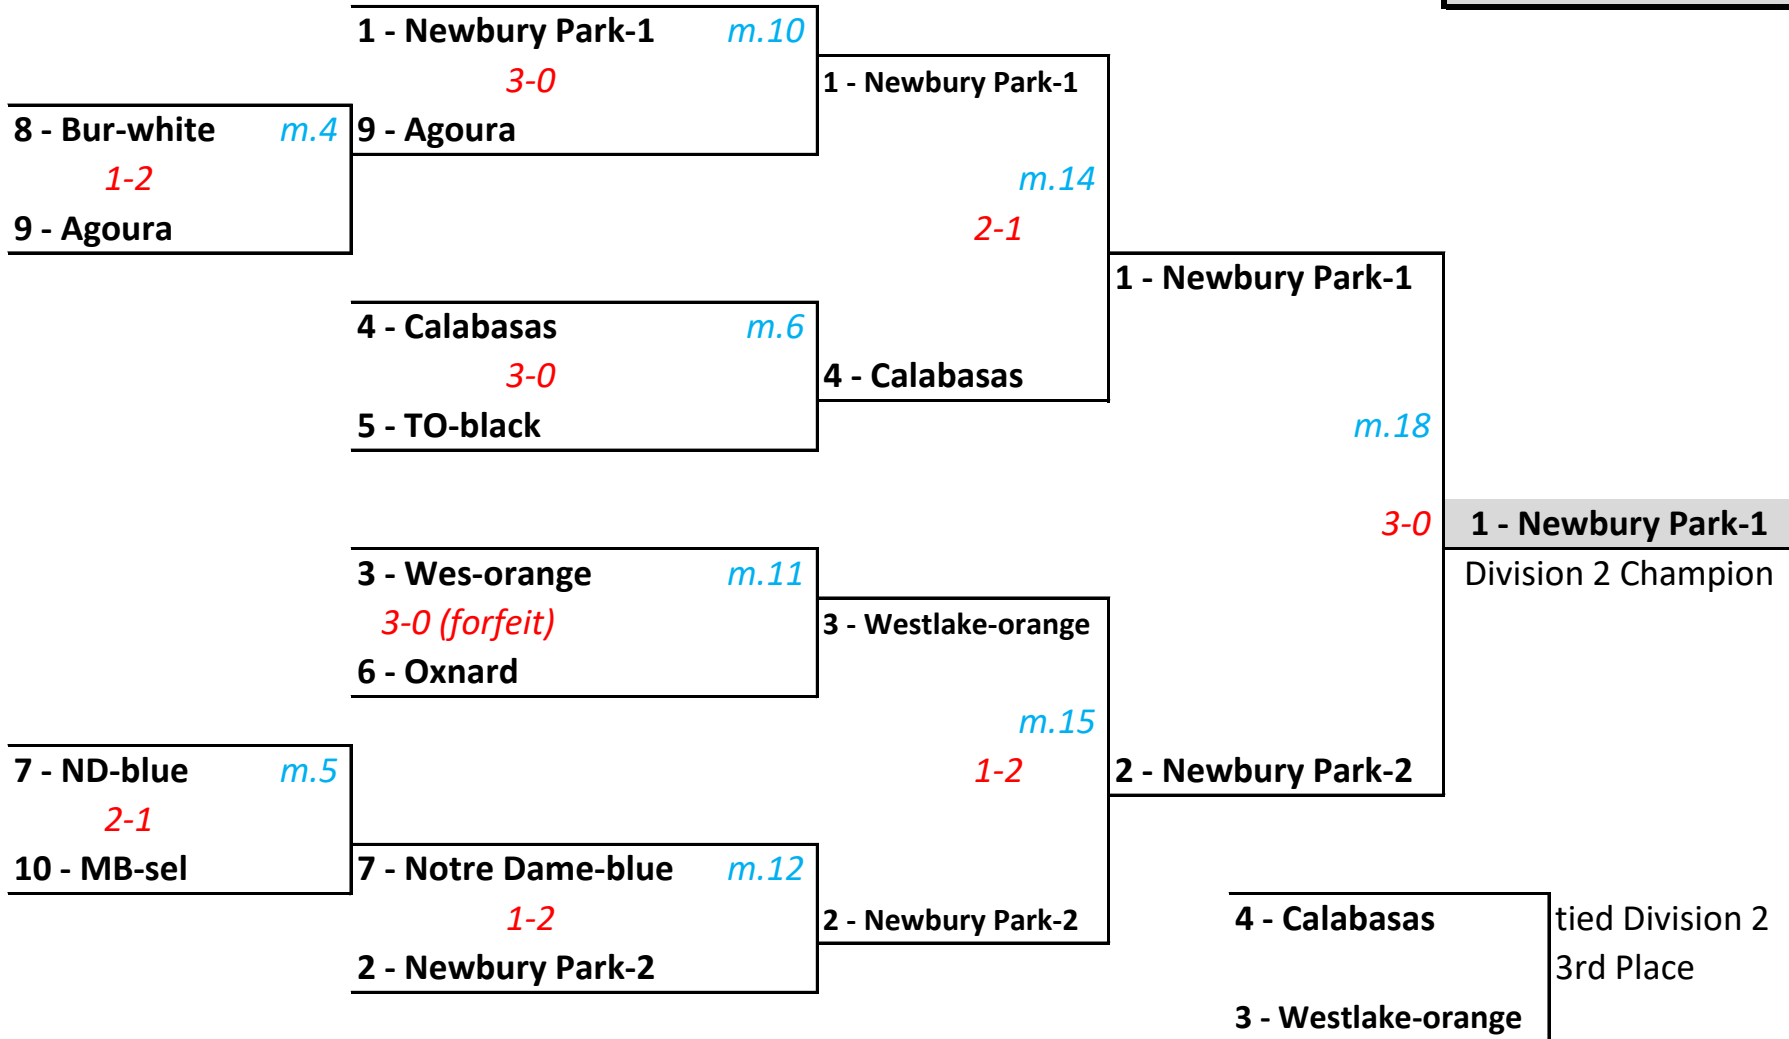 1 - Newbury Park-1 m.10
3-0
1 - Newbury Park-1
8 - Bur-white m.4
9 - Agoura
1-2
m.14
9 - Agoura
2-1
1 - Newbury Park-1
4 - Calabasas m.6
3-0
4 - Calabasas
5 - TO-black
m.18
3-0
1 - Newbury Park-1
3 - Wes-orange m.11
Division 2 Champion
3-0 (forfeit)
3 - Westlake-orange
6 - Oxnard
m.15
7 - ND-blue m.5
1-2
2 - Newbury Park-2
2-1
10 - MB-sel
7 - Notre Dame-blue m.12
1-2
2 - Newbury Park-2
4 - Calabasas
tied Division 2
2 - Newbury Park-2
3rd Place
3 - Westlake-orange